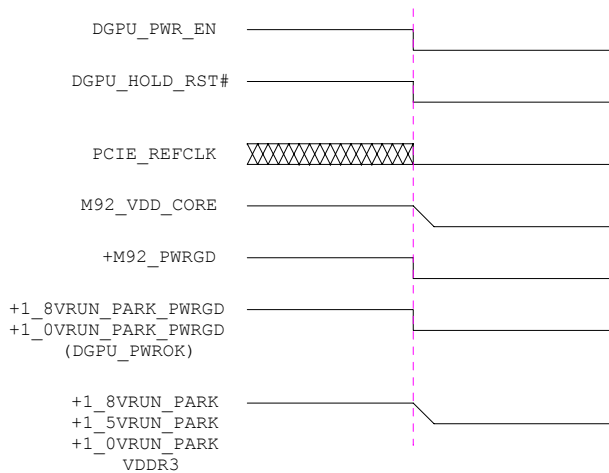 DGPU_PWR_EN
DGPU_HOLD_RST#
PCIE_REFCLK
M92_VDD_CORE
+M92_PWRGD
+1_8VRUN_PARK_PWRGD
+1_0VRUN_PARK_PWRGD
(DGPU_PWROK)
+1_8VRUN_PARK
+1_5VRUN_PARK
+1_0VRUN_PARK
VDDR3